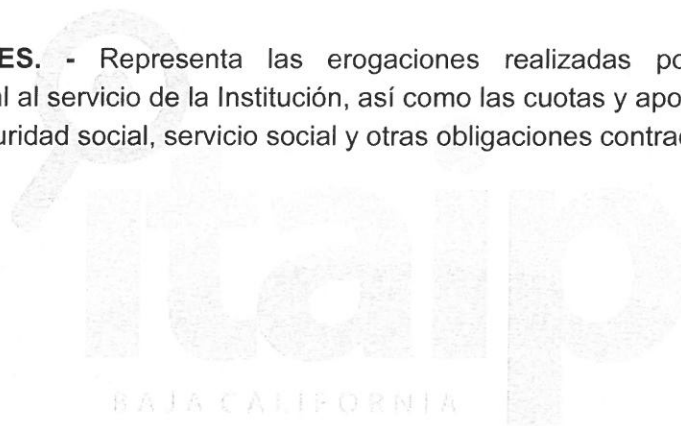 ES. - Representa las erogaciones realizadas po
l al servicio de la Institución, así como las cuotas y apo
uridad social, servicio social y otras obligaciones contrac
itaip
BAJA CALIFORNIA